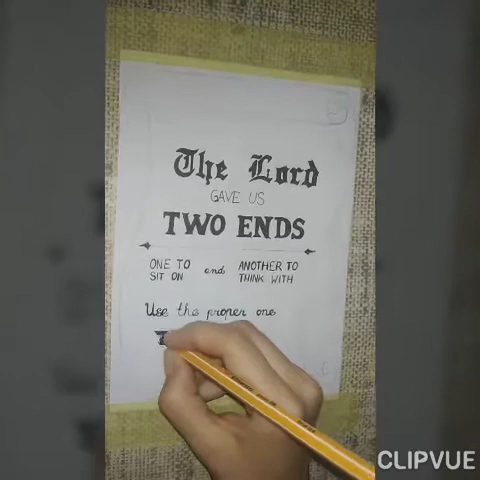 The Lord
GAVE US
TWO ENDS
ONE TO
SIT ON
and
ANOTHER TO
THINK WITH
Use the proper one
CLIPVUE